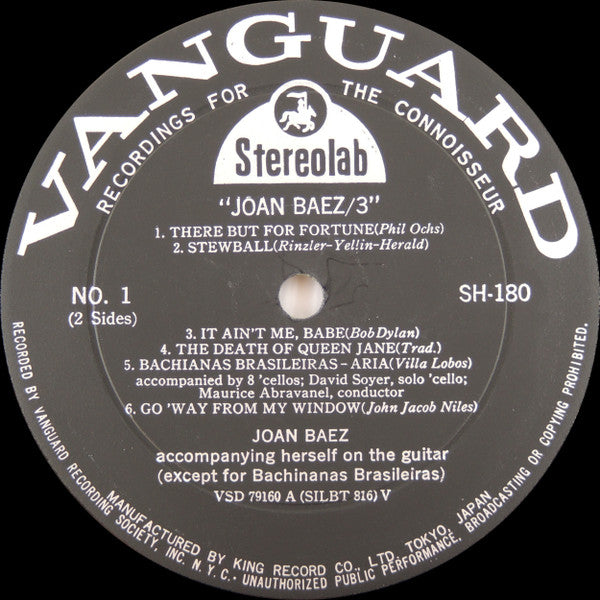 VANGUARD
RECORDINGS FOR THE CONNOISSEUR
Stereolab
"JOAN BAEZ/3"
1. THERE BUT FOR FORTUNE(Phil Ochs)
2. STEWBALL(Rinzler-Yellin-Herald)
NO. 1
(2 Sides)
SH-180
3. IT AIN'T ME, BABE(Bob Dylan)
4. THE DEATH OF QUEEN JANE(Trad.)
5. BACHIANAS BRASILEIRAS - ARIA(Villa Lobos)
accompanied by 8 'cellos; David Soyer, solo 'cello;
Maurice Abravanel, conductor
6. GO 'WAY FROM MY WINDOW(John Jacob Niles)
JOAN BAEZ
accompanying herself on the guitar
(except for Bachinanas Brasileiras)
VSD 79160 A (SILBT 816) V
MANUFACTURED BY KING RECORD CO., LTD. TOKYO, JAPAN
RECORDED BY VANGUARD RECORDING SOCIETY, INC. N.Y.C. - UNAUTHORIZED PUBLIC PERFORMANCE, BROADCASTING OR COPYING PROHIBITED.